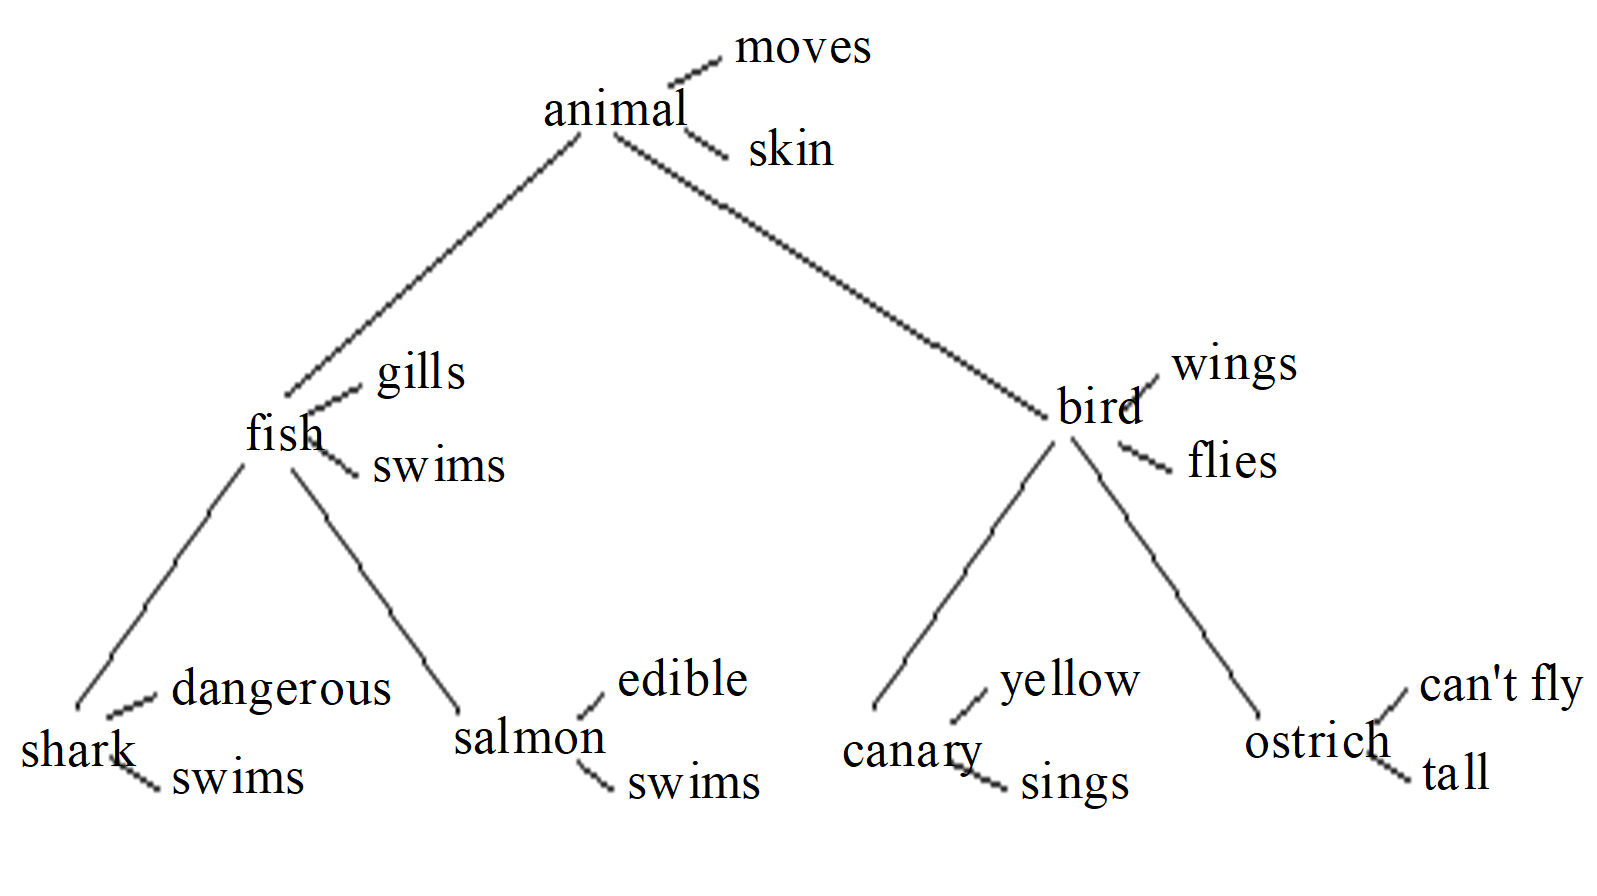 moves
animal
skin
gills
fish
swims
wings
bird
flies
dangerous
shark
swims
edible
salmon
swims
yellow
canary
sings
can't fly
ostrich
tall